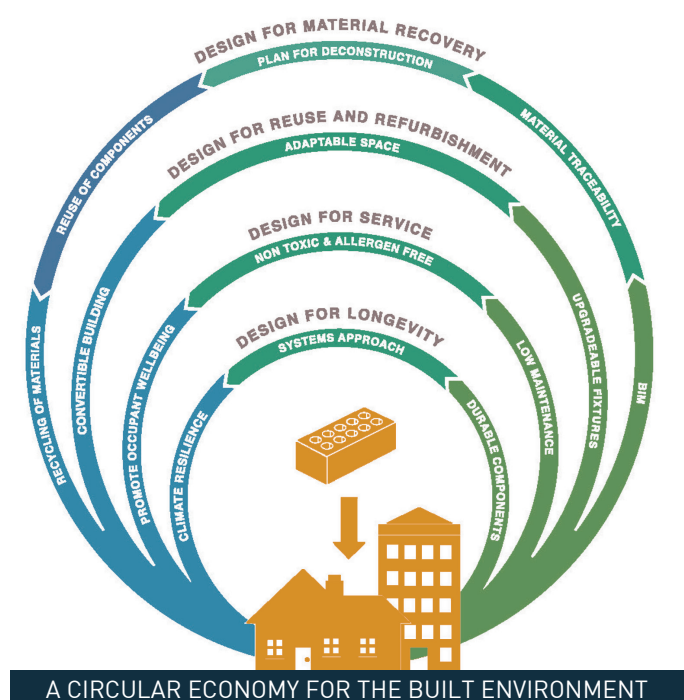 DESIGN FOR MATERIAL RECOVERY
PLAN FOR DECONSTRUCTION
REUSE OF COMPONENTS
MATERIAL TRACEABILITY
RECYCLING OF MATERIALS
BIM
DESIGN FOR REUSE AND REFURBISHMENT
ADAPTABLE SPACE
CONVERTIBLE BUILDING
UPGRADEABLE FIXTURES
DESIGN FOR SERVICE
NON TOXIC & ALLERGEN FREE
PROMOTE OCCUPANT WELLBEING
LOW MAINTENANCE
DESIGN FOR LONGEVITY
SYSTEMS APPROACH
CLIMATE RESILIENCE
DURABLE COMPONENTS
A CIRCULAR ECONOMY FOR THE BUILT ENVIRONMENT